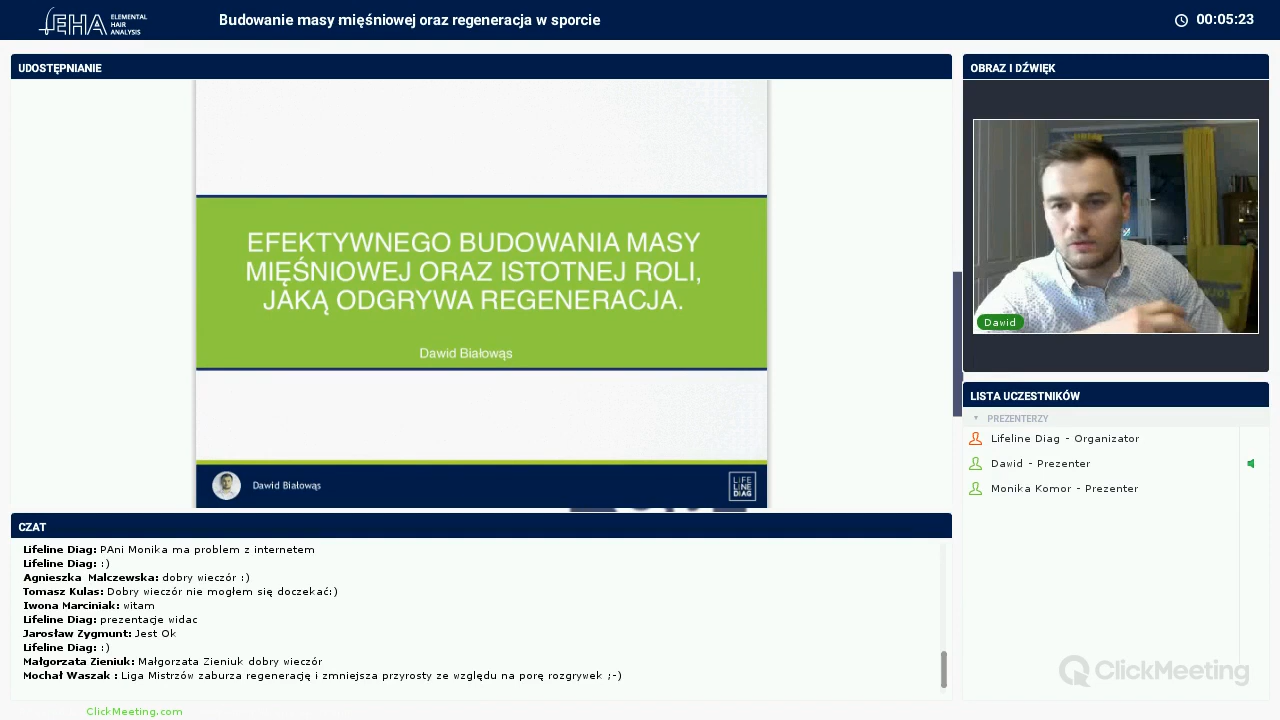 EHA ELEMENTAL
HAIR
ANALYSIS
Budowanie masy mięśniowej oraz regeneracja w sporcie
00:05:23
UDOSTĘPNIANIE
EFEKTYWNEGO BUDOWANIA MASY
MIĘŚNIOWEJ ORAZ ISTOTNEJ ROLI,
JAKĄ ODGRYWA REGENERACJA.
Dawid Białowąs
Dawid Białowąs
LIFE
LINE
DIAG
OBRAZ I DŹWIĘK
Dawid
LISTA UCZESTNIKÓW
PREZENTERZY
Lifeline Diag - Organizator
Dawid - Prezenter
Monika Komor - Prezenter
CZAT
Lifeline Diag: PAni Monika ma problem z internetem
Lifeline Diag: :)
Agnieszka Malczewska: dobry wieczór :)
Tomasz Kulas: Dobry wieczór nie mogłem się doczekać:)
Iwona Marciniak: witam
Lifeline Diag: prezentacje widac
Jarosław Zygmunt: Jest Ok
Lifeline Diag: :)
Małgorzata Zieniuk: Małgorzata Zieniuk dobry wieczór
Mochał Waszak : Liga Mistrzów zaburza regenerację i zmniejsza przyrosty ze względu na porę rozgrywek ;-)
ClickMeeting
ClickMeeting.com